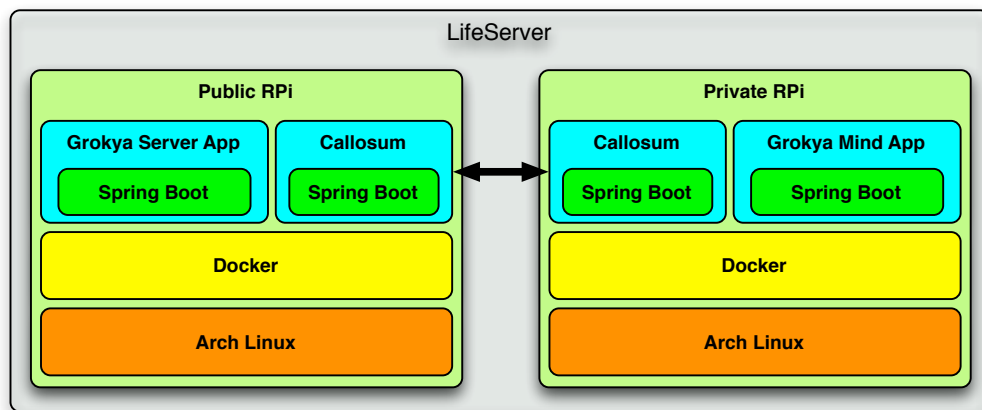 LifeServer
Public RPi
Grokya Server App
Spring Boot
Callosum
Spring Boot
Docker
Arch Linux
Private RPi
Callosum
Spring Boot
Grokya Mind App
Spring Boot
Docker
Arch Linux